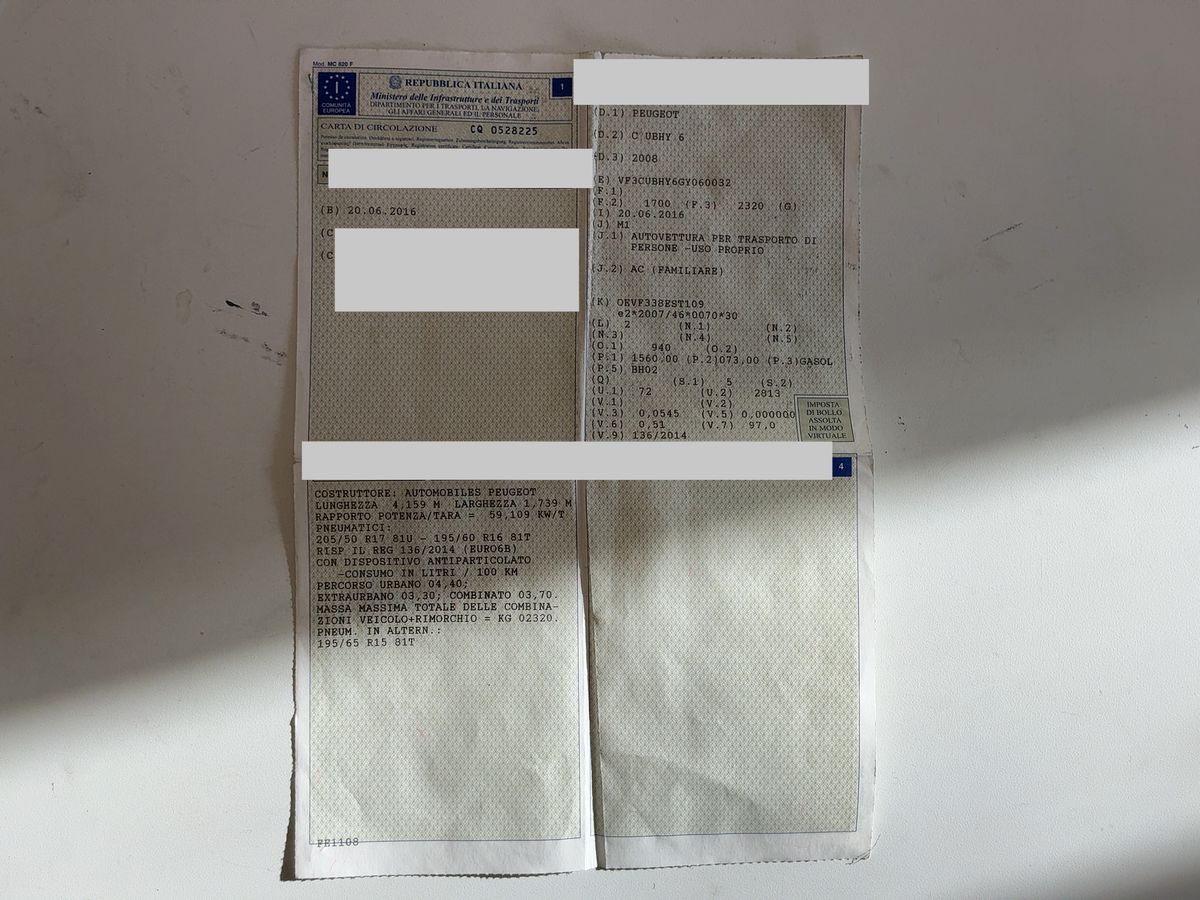 Mod. MC 820 F
COMUNITÀ
EUROPEA
REPUBBLICA ITALIANA
Ministero delle Infrastrutture e dei Trasporti
DIPARTIMENTO PER I TRASPORTI, LA NAVIGAZIONE,
GLI AFFARI GENERALI ED IL PERSONALE
1
CARTA DI CIRCOLAZIONE CQ 0528225
N
(B) 20.06.2016
(C
(C
(D.1) PEUGEOT
(D.2) C UBHY 6
(D.3) 2008
(E) VF3CUBHY6GY060032
(F.1)
(F.2) 1700 (F.3) 2320 (G)
(I) 20.06.2016
(J) M1
(J.1) AUTOVETTURA PER TRASPORTO DI
PERSONE -USO PROPRIO
(J.2) AC (FAMILIARE)
(K) OEVF338EST109
e2*2007/46*0070*30
(L) 2 (N.1) (N.2)
(N.3) (N.4) (N.5)
(O.1) 940 (O.2)
(P.1) 1560,00 (P.2)073,00 (P.3)GASOL
(P.5) BH02
(Q) (S.1) 5 (S.2)
(U.1) 72 (U.2) 2813
(V.1) (V.2)
(V.3) 0,0545 (V.5) 0,000000
(V.6) 0,51 (V.7) 97,0
(V.9) 136/2014
IMPOSTA
DI BOLLO
ASSOLTA
IN MODO
VIRTUALE
COSTRUTTORE: AUTOMOBILES PEUGEOT
LUNGHEZZA 4,159 M LARGHEZZA 1,739 M
RAPPORTO POTENZA/TARA = 59,109 KW/T
PNEUMATICI:
205/50 R17 81U - 195/60 R16 81T
RISP IL REG 136/2014 (EURO6B)
CON DISPOSITIVO ANTIPARTICOLATO
-CONSUMO IN LITRI / 100 KM
PERCORSO URBANO 04,40;
EXTRAURBANO 03,30; COMBINATO 03,70.
MASSA MASSIMA TOTALE DELLE COMBINA-
ZIONI VEICOLO+RIMORCHIO = KG 02320.
PNEUM. IN ALTERN.:
195/65 R15 81T
PE1108
4